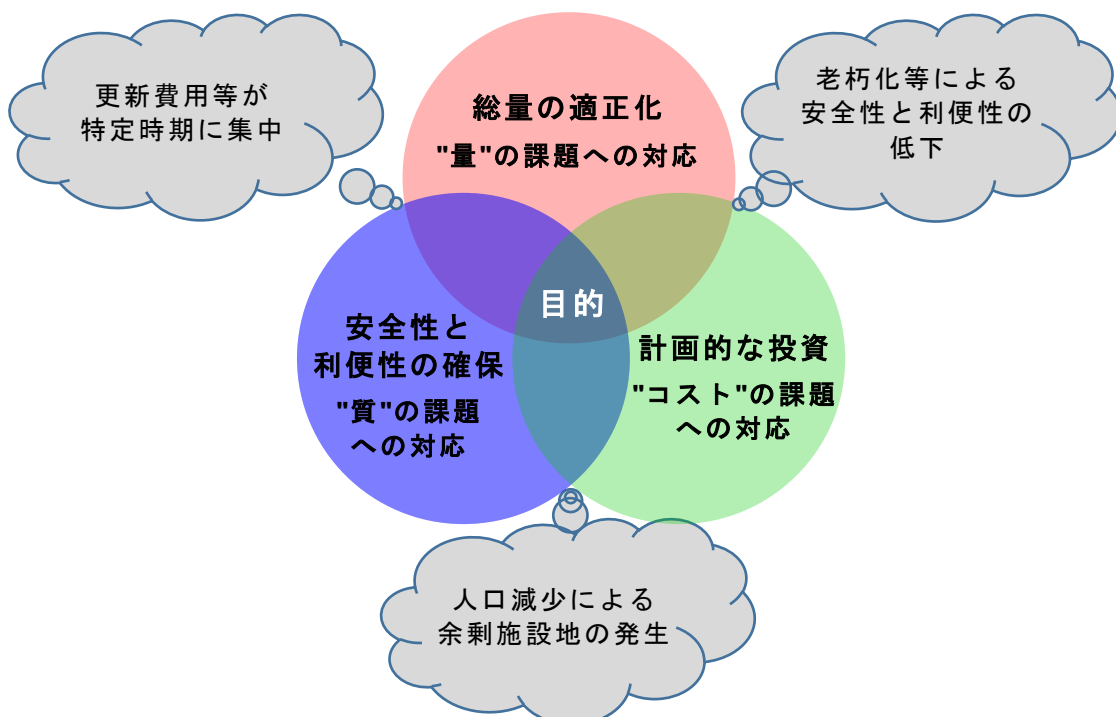 更新費用等が
特定時期に集中
総量の適正化
"量"の課題への対応
老朽化等による
安全性と利便性の
低下
目的
安全性と
利便性の確保
"質"の課題
への対応
計画的な投資
"コスト"の課題
への対応
人口減少による
余剰施設地の発生